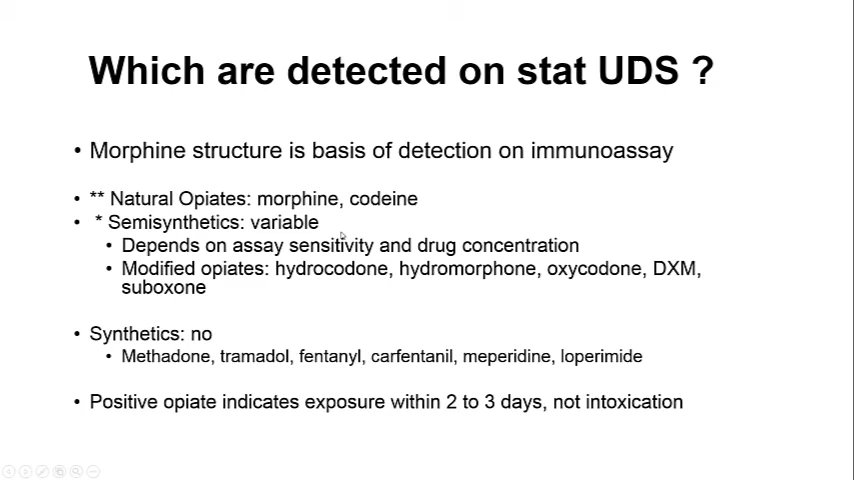 Which are detected on stat UDS ?
• Morphine structure is basis of detection on immunoassay
• ** Natural Opiates: morphine, codeine
• * Semisynthetics: variable
• Depends on assay sensitivity and drug concentration
• Modified opiates: hydrocodone, hydromorphone, oxycodone, DXM,
suboxone
• Synthetics: no
• Methadone, tramadol, fentanyl, carfentanil, meperidine, loperimide
• Positive opiate indicates exposure within 2 to 3 days, not intoxication